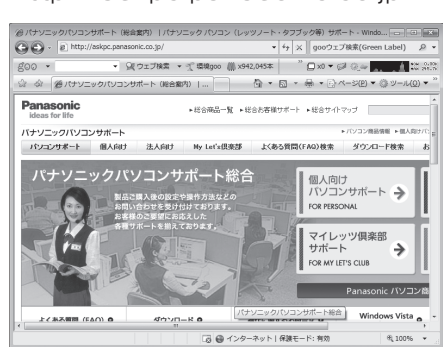 パナソニックパソコンサポート（総合案内）｜パナソニック パソコン（レッツノート・タフブック等）サポート - Windo...
http://askpc.panasonic.co.jp/
gooウェブ検索(Green Label)
goo
ウェブ検索
環境goo
x942,045本
x0
パナソニックパソコンサポート（総合案内）｜...
ページ(P)
ツール(O)
Panasonic
ideas for life
総合商品一覧
総合お客様サポート
総合サイトマップ
パナソニックパソコンサポート
パソコン商品情報
パソコンサポート
個人向け
法人向け
My Let's倶楽部
よくある質問(FAQ)検索
ダウンロード検索
お
パナソニックパソコンサポート総合
製品ご購入後の設定や操作方法などの
お問い合わせを受け付けております。
お客様のご要望にお応えした
各種サポートを揃えております。
個人向け
パソコンサポート
FOR PERSONAL
マイレッツ倶楽部
サポート
FOR MY LET'S CLUB
Panasonic パソコン商
パナソニックパソコンサポート総合
よくある質問（FAQ）
ダウンロード
Windows Vista
インターネット | 保護モード: 有効
100%